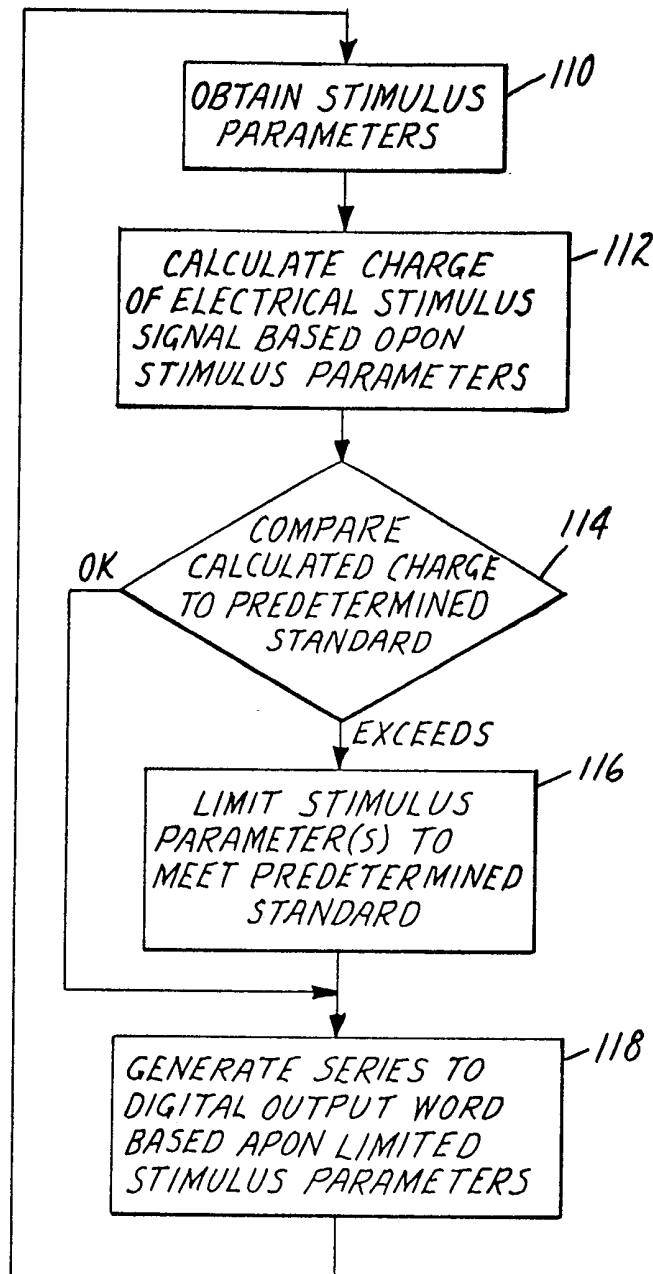 110
OBTAIN STIMULUS
PARAMETERS
112
CALCULATE CHARGE
OF ELECTRICAL STIMULUS
SIGNAL BASED OPON
STIMULUS PARAMETERS
114
COMPARE
CALCULATED CHARGE
TO PREDETERMINED
STANDARD
OK
EXCEEDS
116
LIMIT STIMULUS
PARAMETER(S) TO
MEET PREDETERMINED
STANDARD
118
GENERATE SERIES TO
DIGITAL OUTPUT WORD
BASED APON LIMITED
STIMULUS PARAMETERS